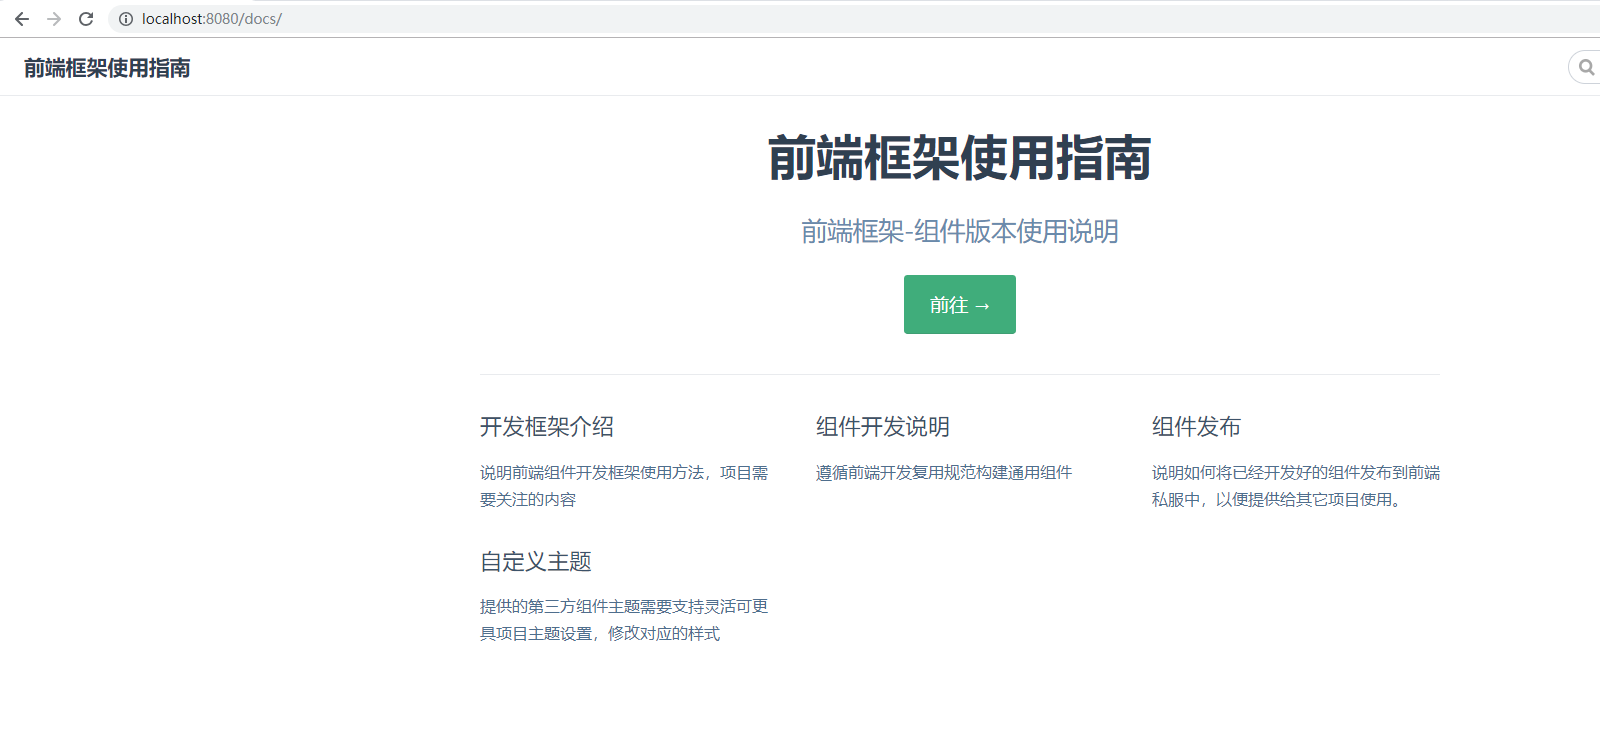 localhost:8080/docs/
前端框架使用指南
前端框架使用指南
前端框架-组件版本使用说明
前往 →
开发框架介绍
说明前端组件开发框架使用方法，项目需
要关注的内容
组件开发说明
遵循前端开发复用规范构建通用组件
组件发布
说明如何将已经开发好的组件发布到前端
私服中，以便提供给其它项目使用。
自定义主题
提供的第三方组件主题需要支持灵活可更
具项目主题设置，修改对应的样式